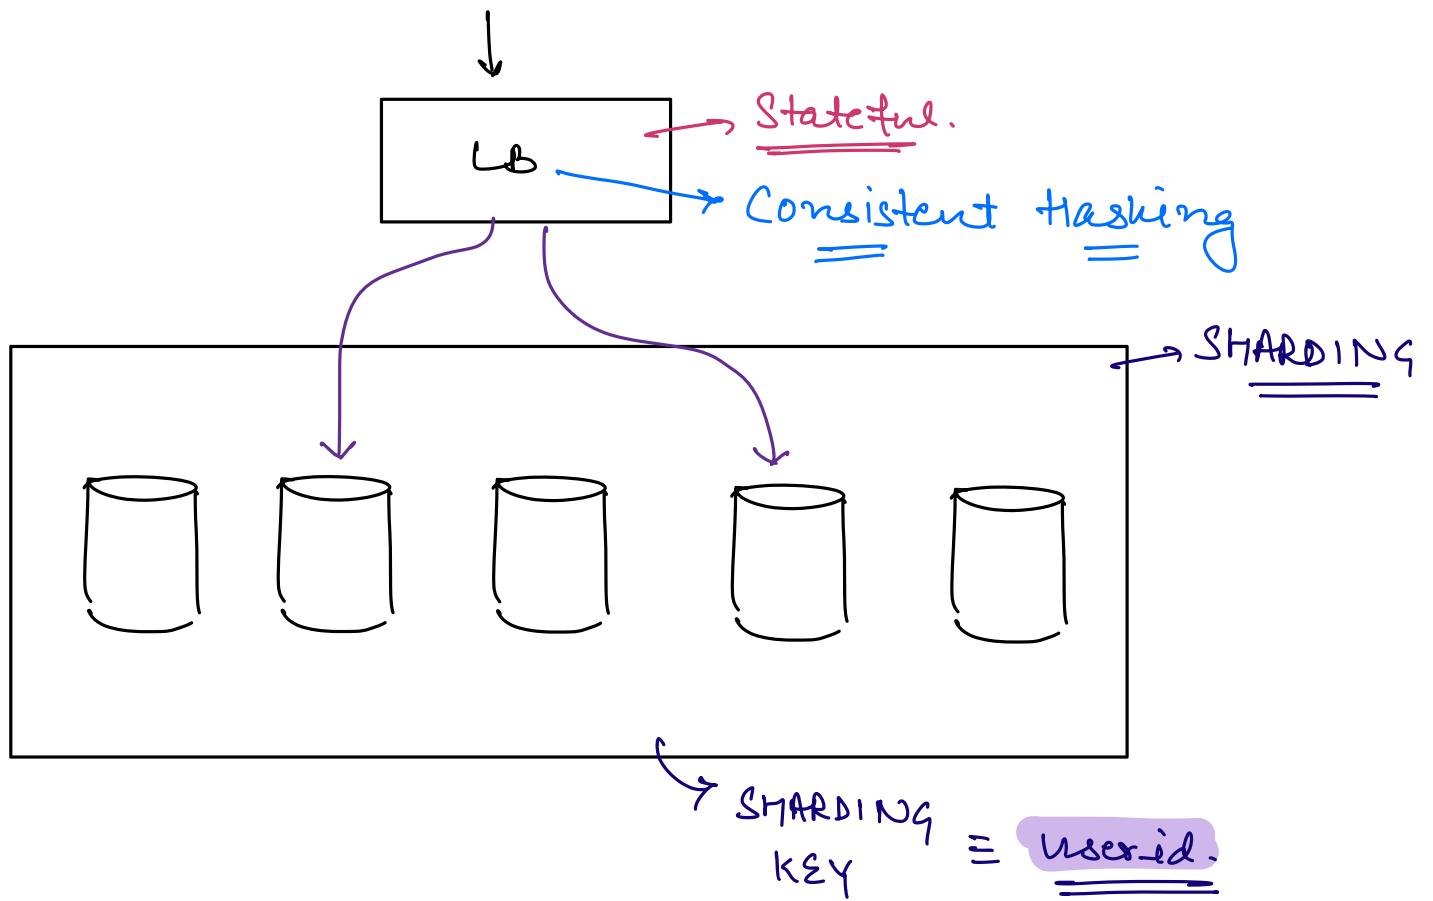 Stateful.
LB
Consistent Hashing
SHARDING
SHARDING
KEY
≡ user_id.